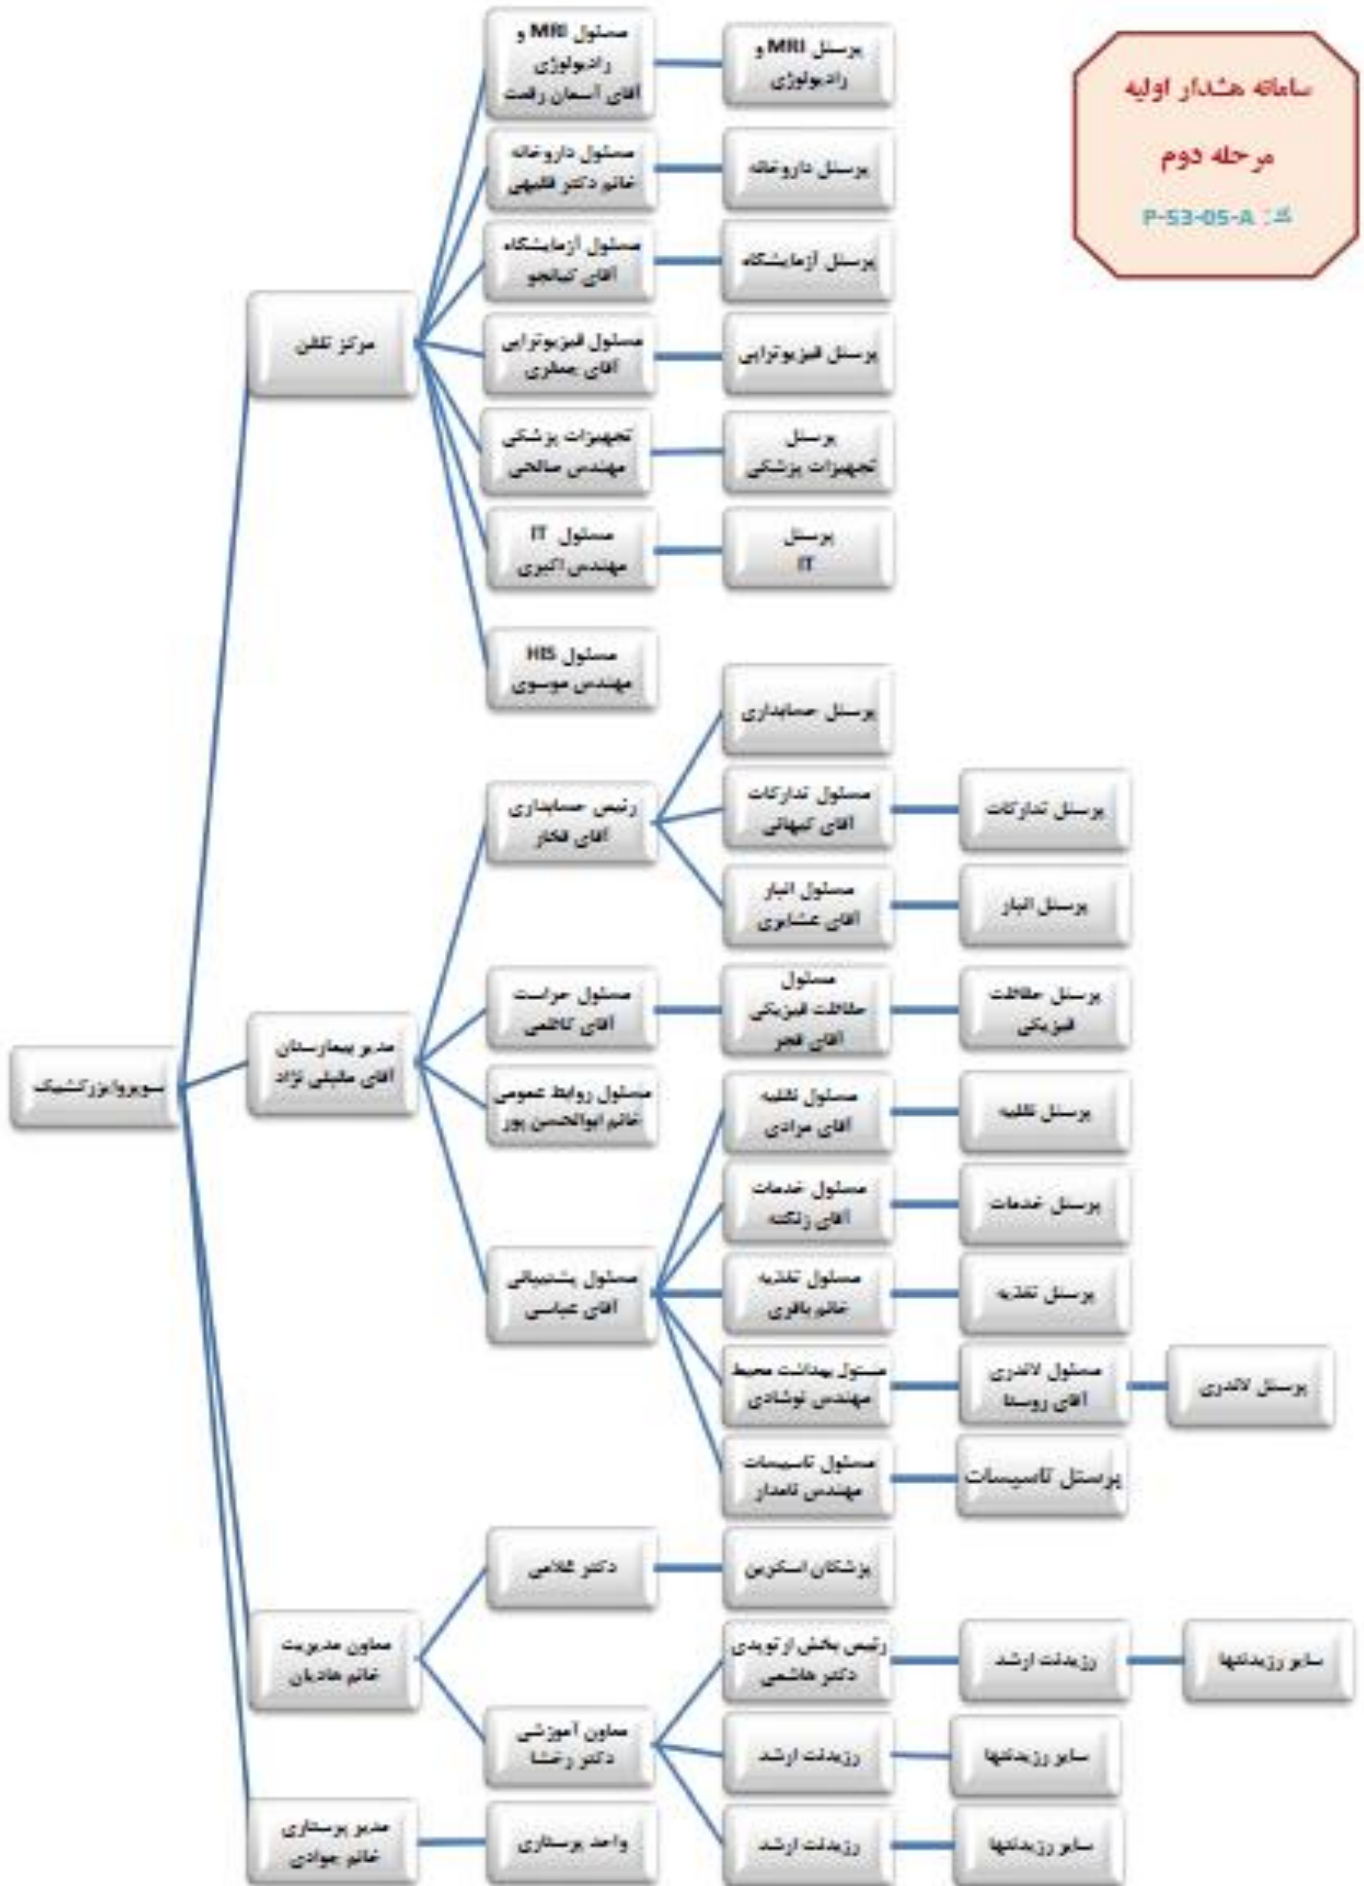 سامانه هشدار اولیه
مرحله دوم
کد: P-S3-05-A
سوپروایزر کشیک
مرکز تلفن
مسئول MRI و
رادیولوژی
آقای آسمان رفعت
پرسنل MRI و
رادیولوژی
مسئول داروخانه
خانم دکتر فقیهی
پرسنل داروخانه
مسئول آزمایشگاه
آقای کیانجو
پرسنل آزمایشگاه
مسئول فیزیوتراپی
آقای جعفری
پرسنل فیزیوتراپی
تجهیزات پزشکی
مهندس صالحی
پرسنل
تجهیزات پزشکی
مسئول IT
مهندس اکبری
پرسنل
IT
مسئول HIS
مهندس موسوی
مدیر بیمارستان
آقای نژاد
رئیس حسابداری
آقای فخار
پرسنل حسابداری
مسئول تدارکات
آقای کیهانی
پرسنل تدارکات
مسئول انبار
آقای عشایری
پرسنل انبار
مسئول حراست
آقای کاظمی
مسئول
حفاظت فیزیکی
آقای فجر
پرسنل حفاظت
فیزیکی
مسئول روابط عمومی
خانم ابوالحسن پور
مسئول پشتیبانی
آقای عباسی
مسئول نقلیه
آقای مرادی
پرسنل نقلیه
مسئول خدمات
آقای زنگنه
پرسنل خدمات
مسئول تغذیه
خانم باقری
پرسنل تغذیه
مسئول بهداشت محیط
مهندس نوشادی
مسئول لاندری
آقای روستا
پرسنل لاندری
مسئول تاسیسات
مهندس نامدار
پرسنل تاسیسات
معاون مدیریت
خانم هادیان
دکتر غلامی
پزشکان اسکرین
معاون آموزشی
دکتر رخشا
رئیس بخش ارتوپدی
دکتر هاشمی
رزیدنت ارشد
سایر رزیدنتها
رزیدنت ارشد
سایر رزیدنتها
رزیدنت ارشد
سایر رزیدنتها
مدیر پرستاری
خانم جوادی
واحد پرستاری